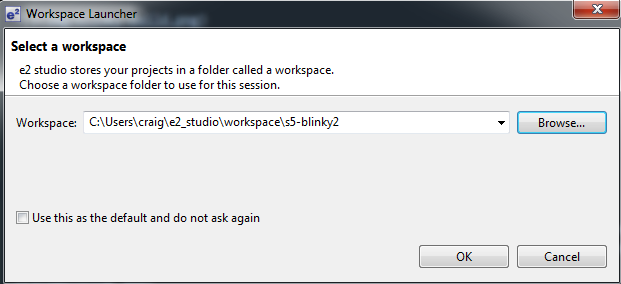 e² Workspace Launcher
Select a workspace
e2 studio stores your projects in a folder called a workspace.
Choose a workspace folder to use for this session.
Workspace: C:\Users\craig\e2_studio\workspace\s5-blinky2 Browse...
Use this as the default and do not ask again
OK Cancel